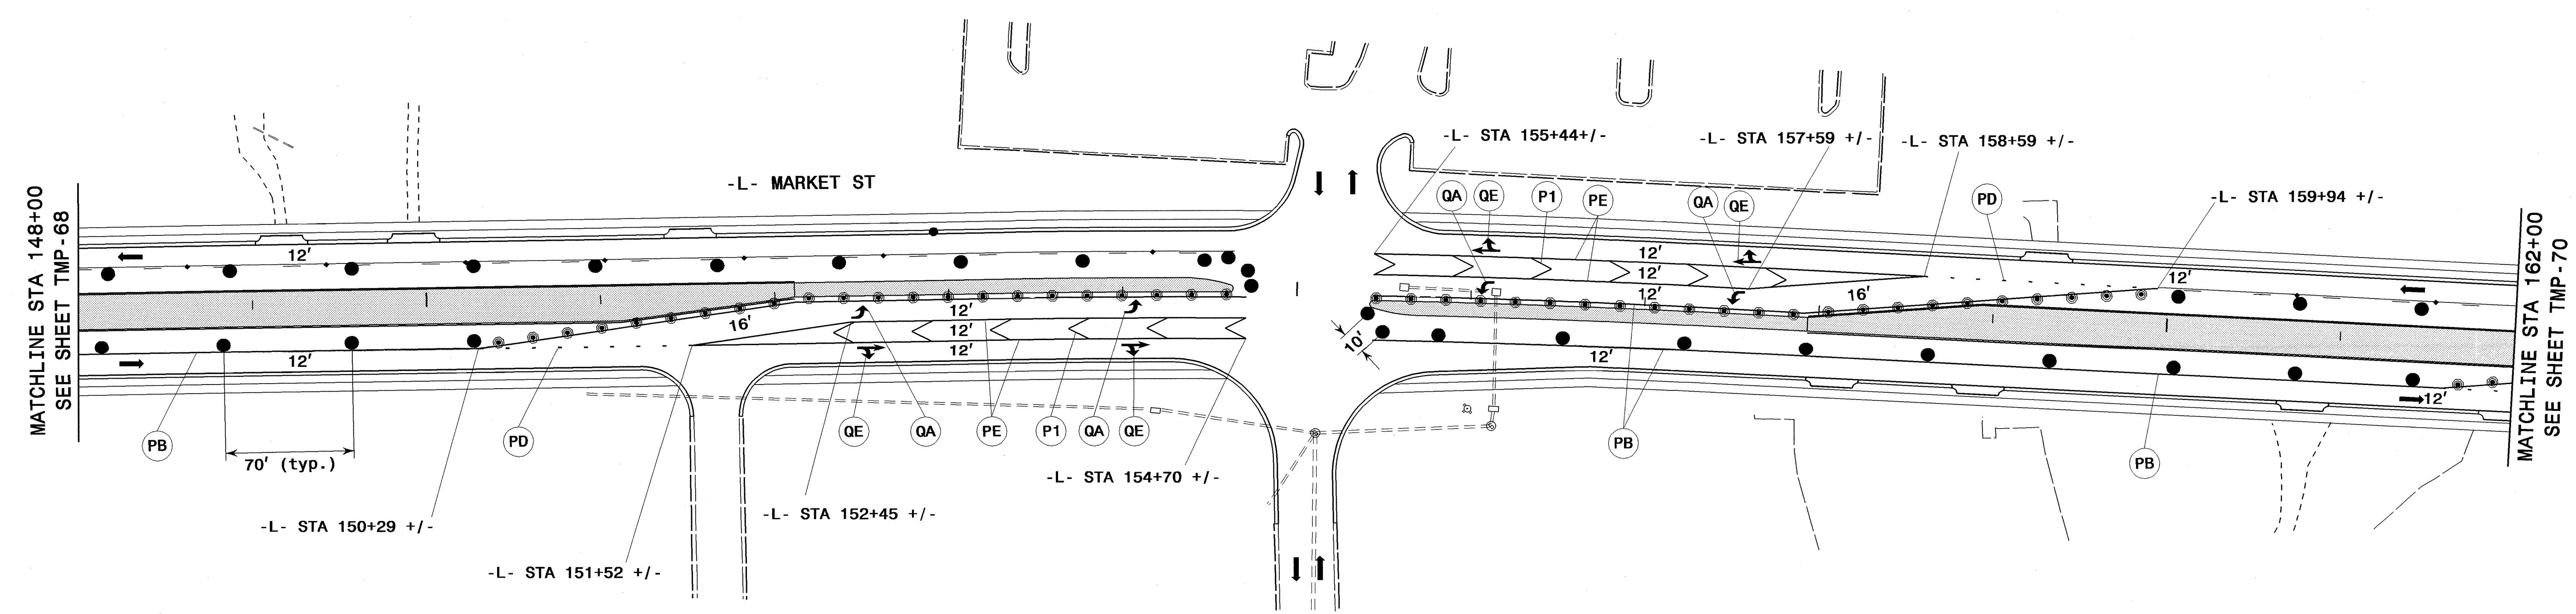 MATCHLINE STA 148+00
SEE SHEET TMP-68
-L- MARKET ST
-L- STA 155+44+/-
-L- STA 157+59 +/-
-L- STA 158+59 +/-
-L- STA 159+94 +/-
QA
QE
P1
PE
QA
QE
PD
12'
12'
12'
12'
12'
12'
16'
16'
12'
12'
12'
12'
10'
12'
12'
PB
70' (typ.)
PD
QE
QA
PE
P1
QA
QE
PB
PB
-L- STA 150+29 +/-
-L- STA 151+52 +/-
-L- STA 152+45 +/-
-L- STA 154+70 +/-
MATCHLINE STA 162+00
SEE SHEET TMP-70